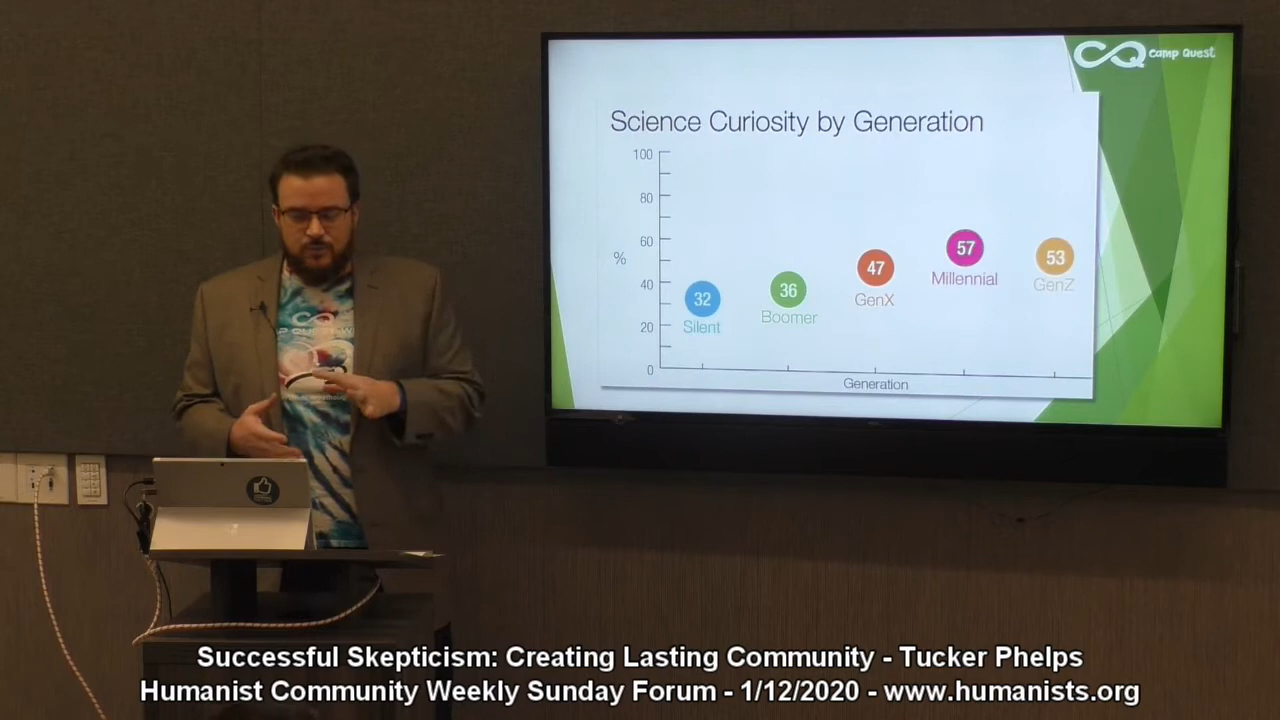 CQ camp Quest
Science Curiosity by Generation
100
80
60
%
40
20
0
32
Silent
36
Boomer
47
GenX
57
Millennial
53
GenZ
Generation
CQ
Successful Skepticism: Creating Lasting Community - Tucker Phelps
Humanist Community Weekly Sunday Forum - 1/12/2020 - www.humanists.org